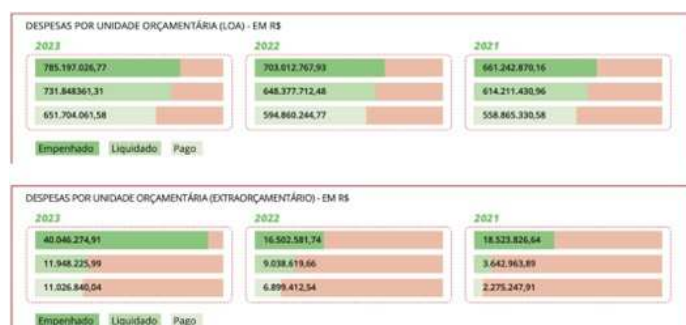 DESPESAS POR UNIDADE ORÇAMENTÁRIA (LOA) - EM R$
2023 2022 2021
785.197.026,77 703.012.767,93 661.242.870,16
731.848361,31 648.377.712,48 614.211.430,96
651.704.061,58 594.860.244,77 558.865.330,58
Empenhado Liquidado Pago
DESPESAS POR UNIDADE ORÇAMENTÁRIA (EXTRAORÇAMENTÁRIO) - EM R$
2023 2022 2021
40.046.274,91 16.502.581,74 18.523.826,64
11.948.225,99 9.038.619,66 3.642.963,89
11.026.840,04 6.899.412,54 2.275.247,91
Empenhado Liquidado Pago